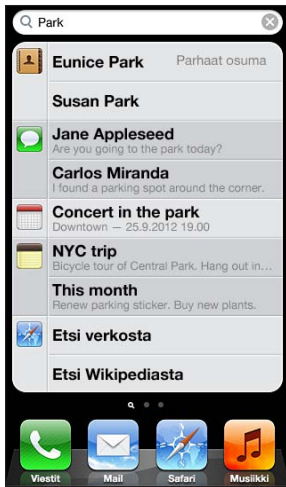 Park
Eunice Park Parhaat osuma
Susan Park
Jane Appleseed
Are you going to the park today?
Carlos Miranda
I found a parking spot around the corner.
Concert in the park
Downtown — 25.9.2012 19.00
NYC trip
Bicycle tour of Central Park. Hang out in...
This month
Renew parking sticker. Buy new plants.
Etsi verkosta
Etsi Wikipediasta
Viestit Mail Safari Musiikki